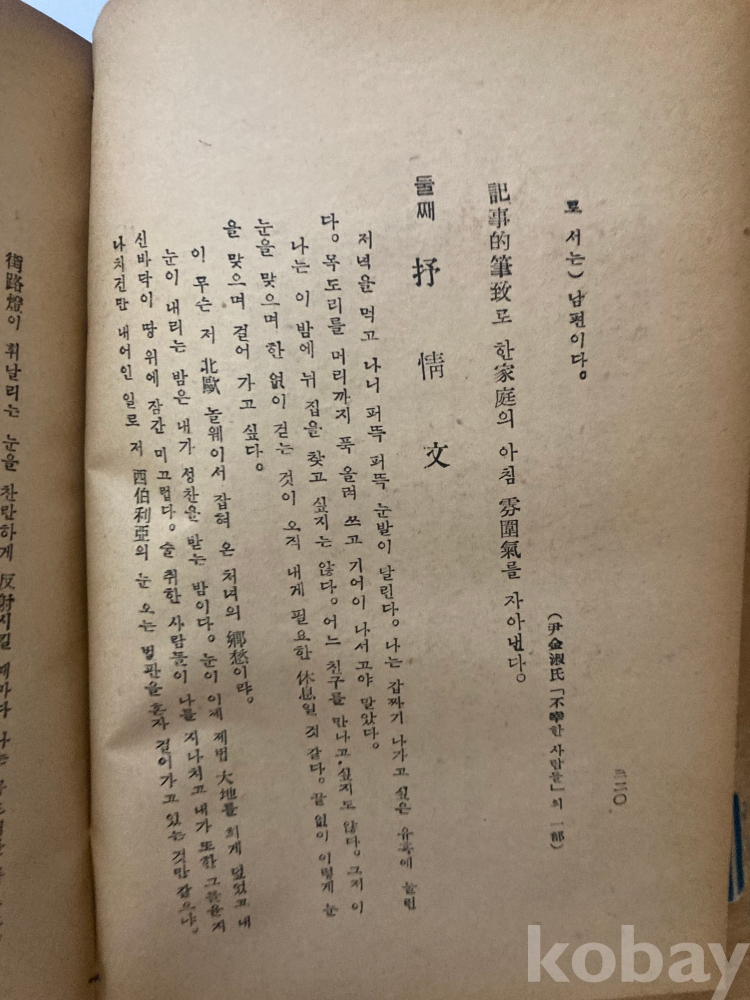 로 서는) 남편이다。
(尹金淑氏「不幸한 사람들」의 一部)
記事的筆致로 한家庭의 아침 雰圍氣를 자아낸다。
둘째 抒情文
저녁을 먹고 나니 퍼뜩 퍼뜩 눈발이 달린다。나는 갑짜기 나가고 싶은 유혹에 눌린
다。목도리를 머리까지 푹 올려 쓰고 기어이 나서고야 말았다。
나는 이 밤에 뉘 집을 찾고 싶지는 않다。어느 친구를 만나고 싶지도 않다。그저 이
눈을 맞으며 한 없이 걷는 것이 오직 내게 필요한 休息일 것 같다。끝 없이 이렇게 눈
을 맞으며 걸어 가고 싶다。
이 무슨 저 北歐 놀웨이서 잡혀 온 처녀의 鄕愁이랴。
눈이 내리는 밤은 내가 성찬을 받는 밤이다。눈이 이제 제법 大地를 희게 덮었고 내
신바닥이 땅 위에 잠간 미끄럽다。술 취한 사람들이 나를 지나치고 내가 또한 그들을 지
나치진만 내어인 일로 저 西伯利亞의 눈 오는 벌판을 혼자 걸어가고 있는 것만 같으냐。
三二〇
街路燈이 휘날리는 눈을 찬란하게 反射시킬 때마다 나는
kobay